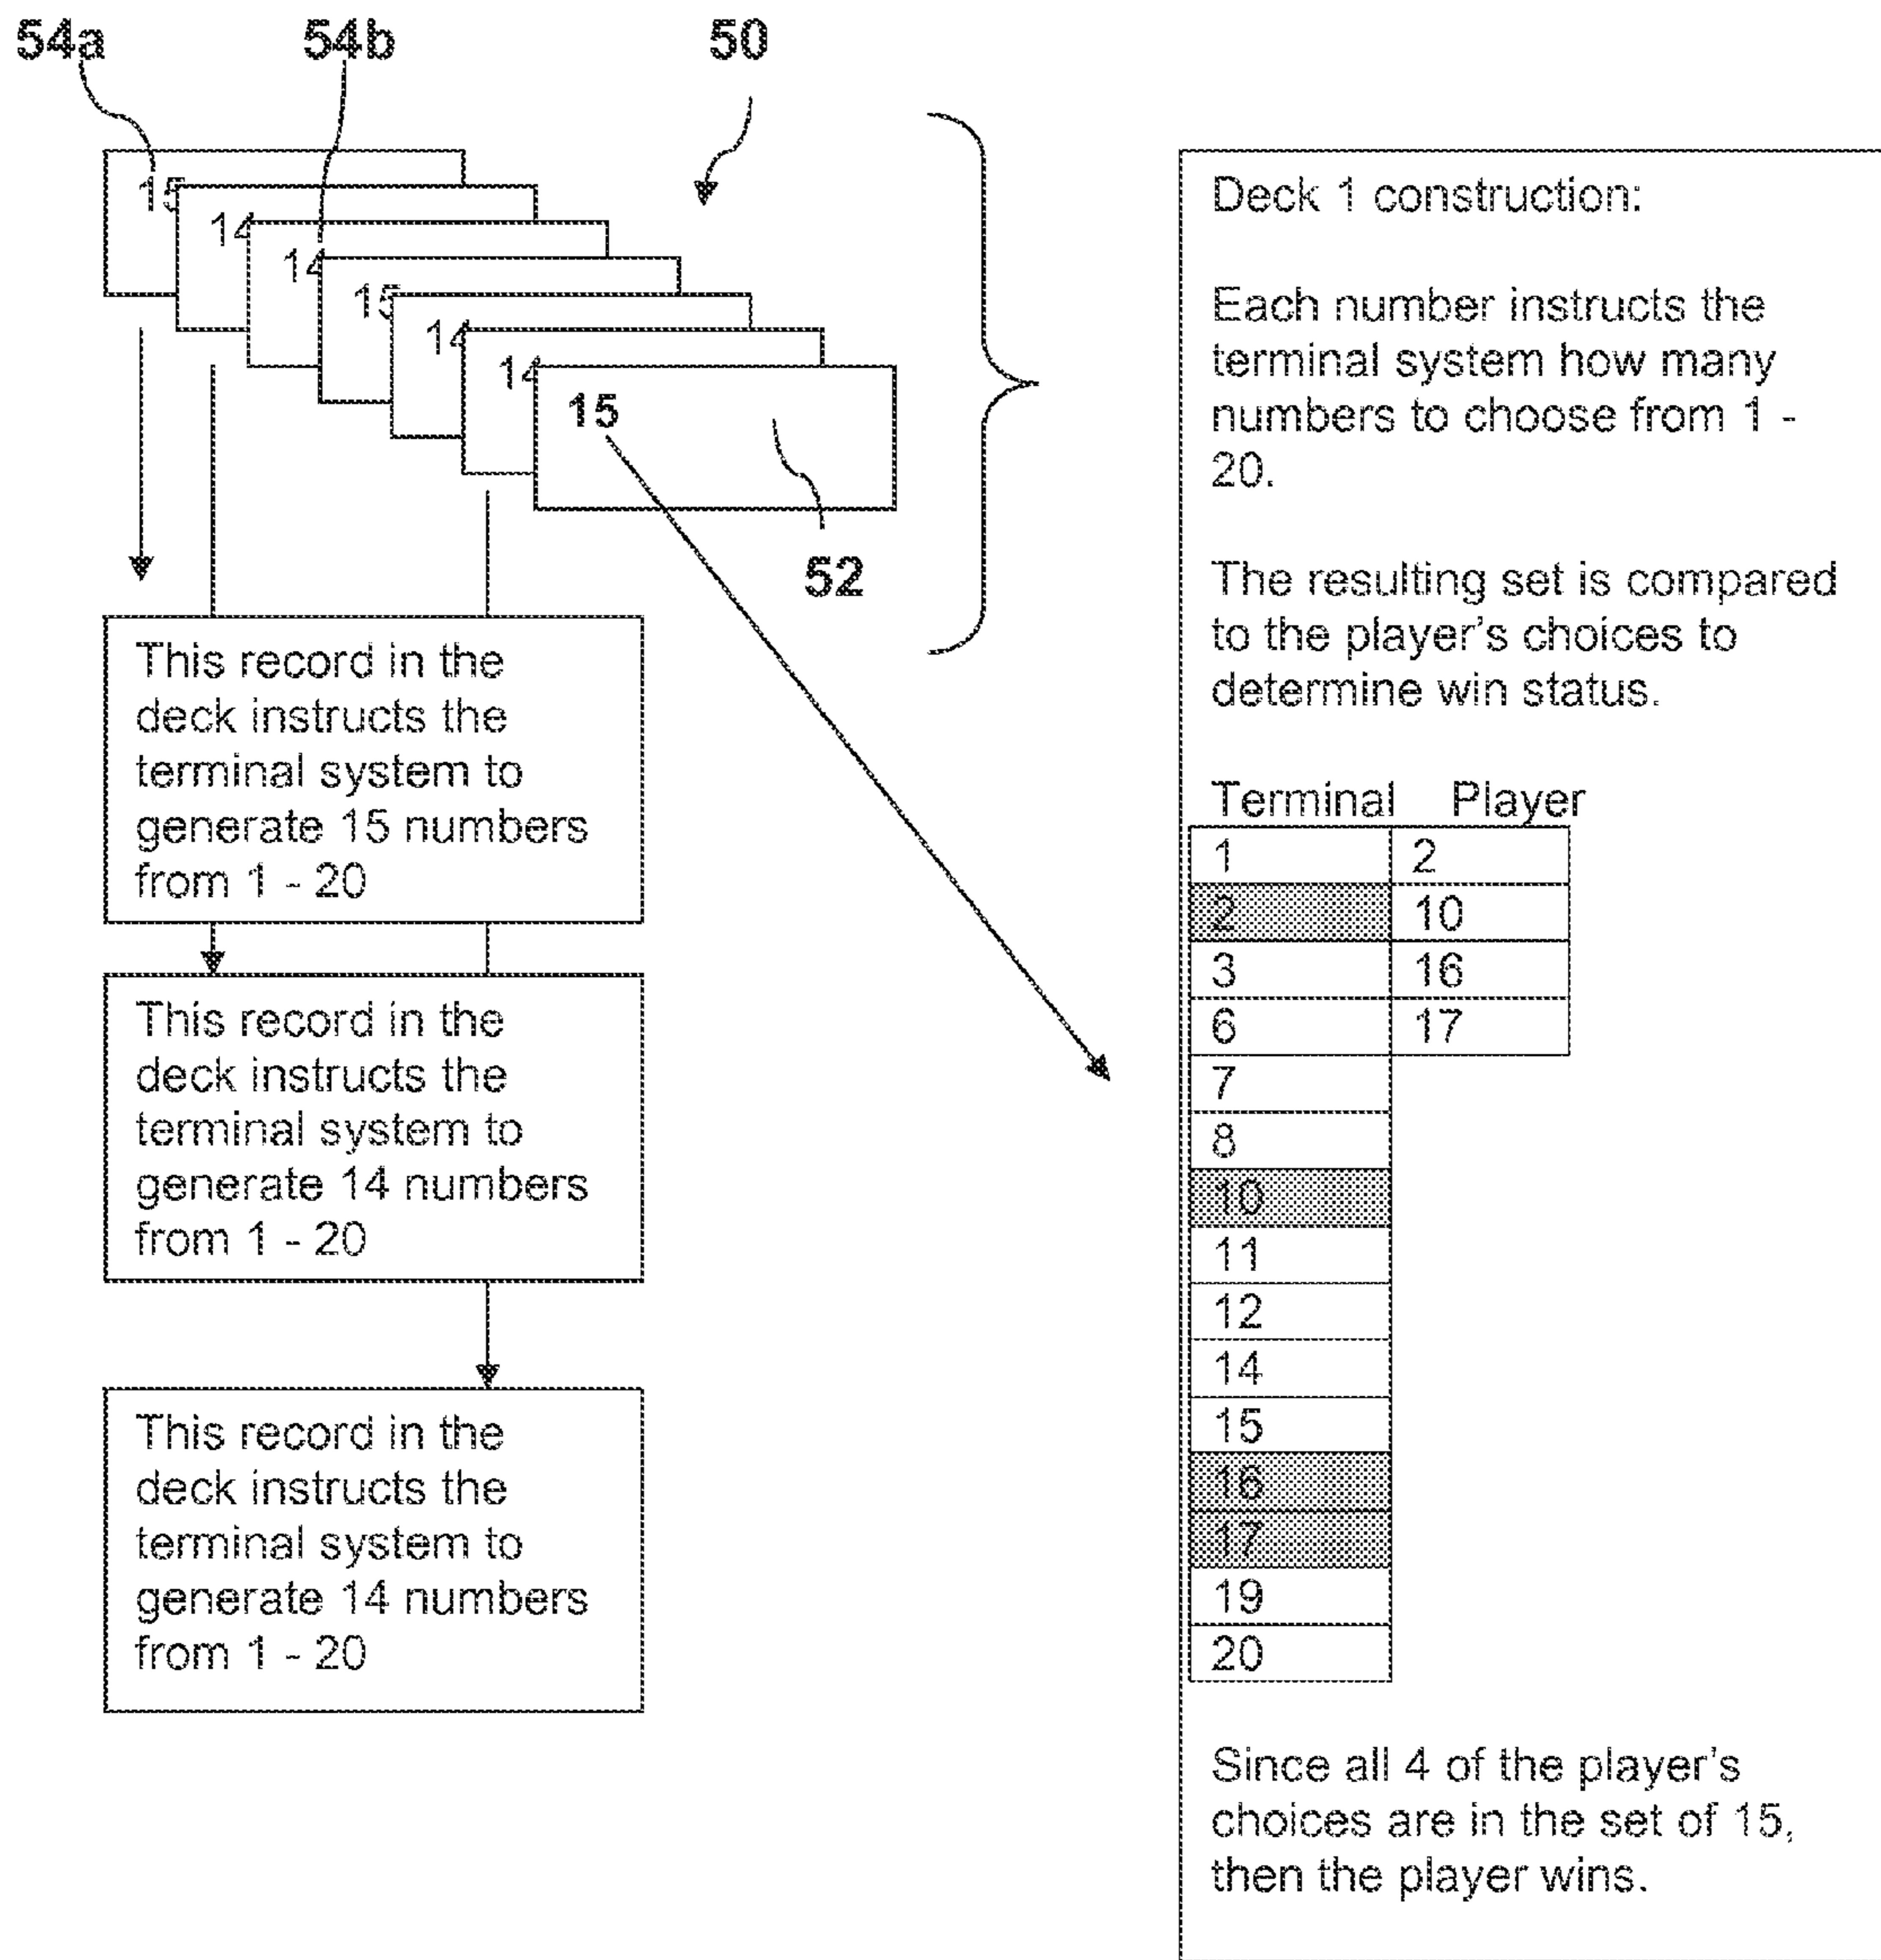 54a 54b 50
15
14
14
15
14
14
15
52
This record in the
deck instructs the
terminal system to
generate 15 numbers
from 1 - 20
This record in the
deck instructs the
terminal system to
generate 14 numbers
from 1 - 20
This record in the
deck instructs the
terminal system to
generate 14 numbers
from 1 - 20
Deck 1 construction:
Each number instructs the
terminal system how many
numbers to choose from 1 -
20.
The resulting set is compared
to the player's choices to
determine win status.
Terminal Player
1 2
2 10
3 16
6 17
7
8
10
11
12
14
15
16
17
19
20
Since all 4 of the player's
choices are in the set of 15,
then the player wins.